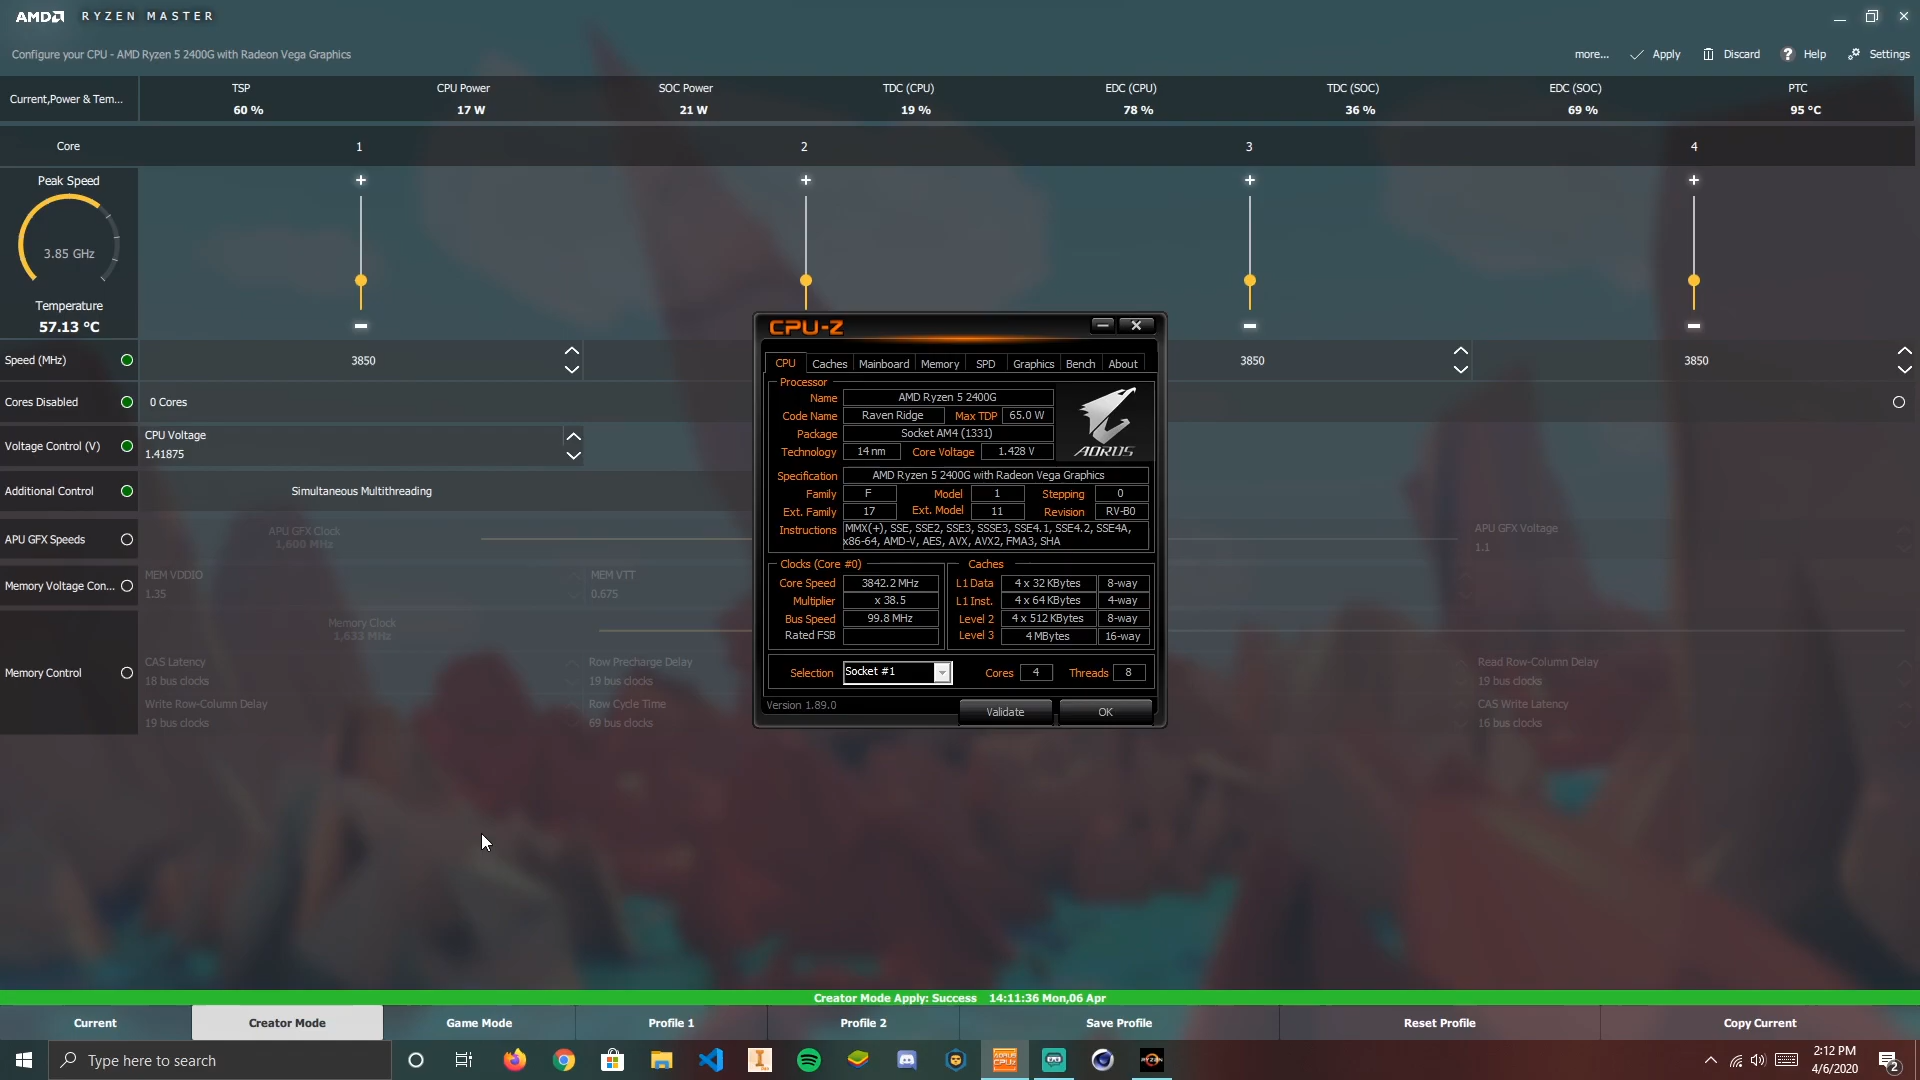 AMD RYZEN MASTER
Configure your CPU - AMD Ryzen 5 2400G with Radeon Vega Graphics
more... Apply Discard ? Help Settings
Current,Power & Tem...
TSP CPU Power SOC Power TDC (CPU) EDC (CPU) TDC (SOC) EDC (SOC) PTC
60 % 17 W 21 W 19 % 78 % 36 % 69 % 95 °C
Core 1 2 3 4
Peak Speed
3.85 GHz
Temperature
57.13 °C
Speed (MHz) 3850 3850 3850
Cores Disabled 0 Cores
Voltage Control (V) CPU Voltage
1.41875
Additional Control Simultaneous Multithreading
APU GFX Speeds
APU GFX Clock
1,600 MHz
APU GFX Voltage
1.1
Memory Voltage Con...
MEM VDDIO
1.35
MEM VTT
0.675
Memory Control
Memory Clock
1,633 MHz
CAS Latency
18 bus clocks
Row Precharge Delay
19 bus clocks
Read Row-Column Delay
19 bus clocks
Write Row-Column Delay
19 bus clocks
Row Cycle Time
69 bus clocks
CAS Write Latency
16 bus clocks
CPU-Z
CPU Caches Mainboard Memory SPD Graphics Bench About
Processor
Name AMD Ryzen 5 2400G
Code Name Raven Ridge Max TDP 65.0 W
Package Socket AM4 (1331)
Technology 14 nm Core Voltage 1.428 V
AORUS
Specification AMD Ryzen 5 2400G with Radeon Vega Graphics
Family F Model 1 Stepping 0
Ext. Family 17 Ext. Model 11 Revision RV-B0
Instructions MMX(+), SSE, SSE2, SSE3, SSSE3, SSE4.1, SSE4.2, SSE4A,
x86-64, AMD-V, AES, AVX, AVX2, FMA3, SHA
Clocks (Core #0)
Core Speed 3842.2 MHz
Multiplier x 38.5
Bus Speed 99.8 MHz
Rated FSB
Caches
L1 Data 4 x 32 KBytes 8-way
L1 Inst. 4 x 64 KBytes 4-way
Level 2 4 x 512 KBytes 8-way
Level 3 4 MBytes 16-way
Selection Socket #1 Cores 4 Threads 8
Version 1.89.0 Validate OK
Creator Mode Apply: Success 14:11:36 Mon,06 Apr
Current Creator Mode Game Mode Profile 1 Profile 2 Save Profile Reset Profile Copy Current
Type here to search
AORUS
CPUz
RYZEN
2:12 PM
4/6/2020
2